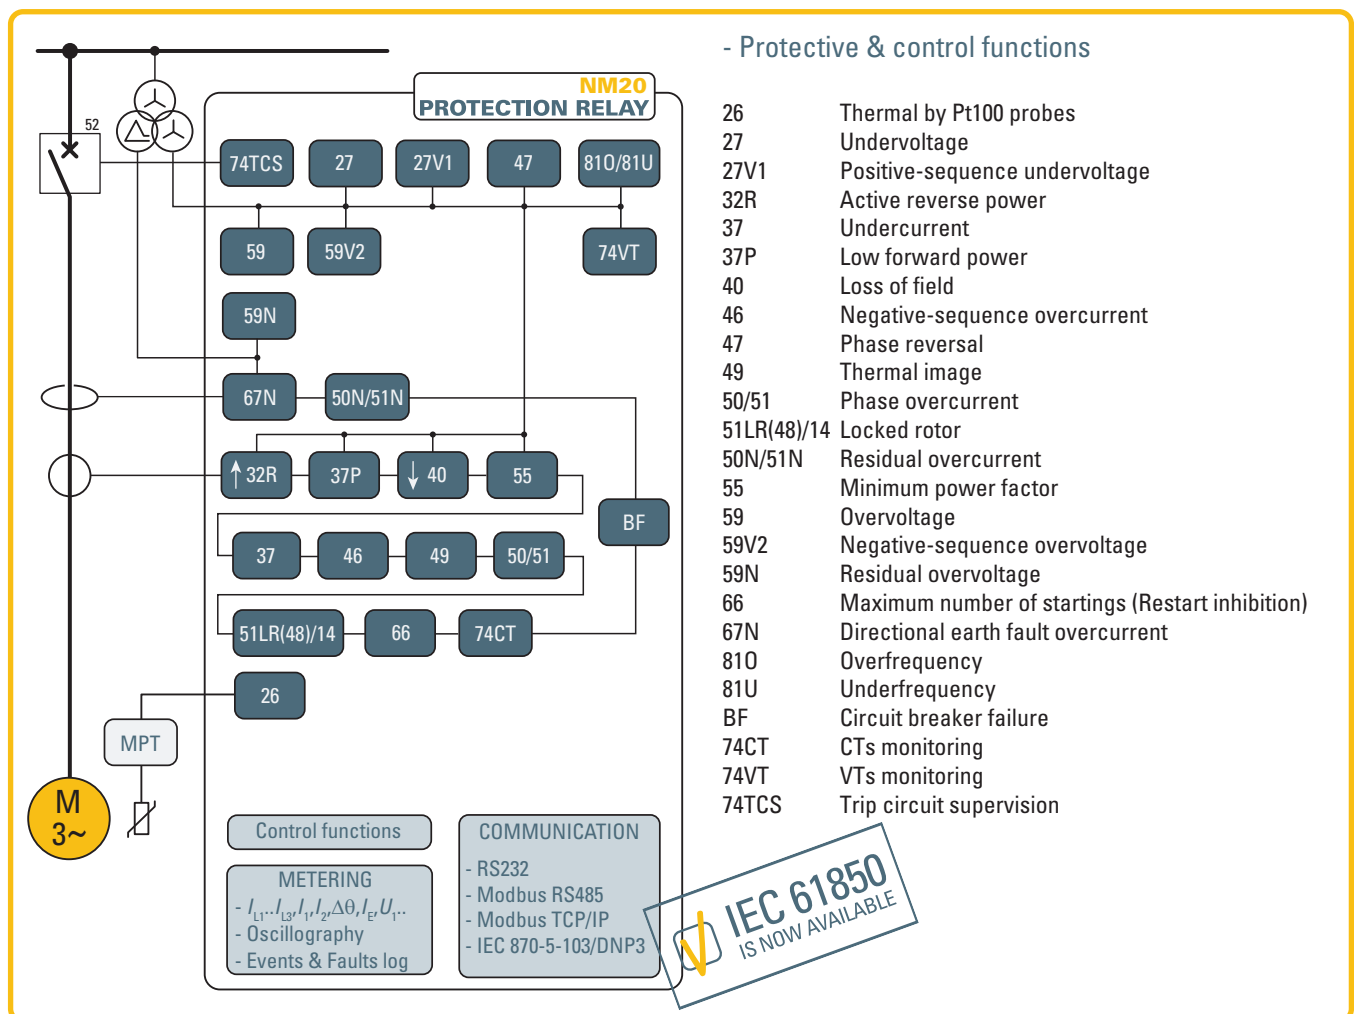 NM20
PROTECTION RELAY
52
74TCS
27
27V1
47
81O/81U
59
59V2
74VT
59N
67N
50N/51N
32R
37P
40
55
BF
37
46
49
50/51
51LR(48)/14
66
74CT
26
MPT
M
3~
Control functions
METERING
- IL1..IL3, I1, I2, Δθ, IE, U1..
- Oscillography
- Events & Faults log
COMMUNICATION
- RS232
- Modbus RS485
- Modbus TCP/IP
- IEC 870-5-103/DNP3
- Protective & control functions
26 Thermal by Pt100 probes
27 Undervoltage
27V1 Positive-sequence undervoltage
32R Active reverse power
37 Undercurrent
37P Low forward power
40 Loss of field
46 Negative-sequence overcurrent
47 Phase reversal
49 Thermal image
50/51 Phase overcurrent
51LR(48)/14 Locked rotor
50N/51N Residual overcurrent
55 Minimum power factor
59 Overvoltage
59V2 Negative-sequence overvoltage
59N Residual overvoltage
66 Maximum number of startings (Restart inhibition)
67N Directional earth fault overcurrent
81O Overfrequency
81U Underfrequency
BF Circuit breaker failure
74CT CTs monitoring
74VT VTs monitoring
74TCS Trip circuit supervision
IEC 61850
IS NOW AVAILABLE